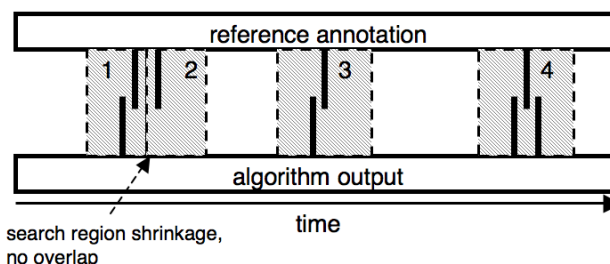 reference annotation
1 2 3 4
algorithm output
time
search region shrinkage,
no overlap